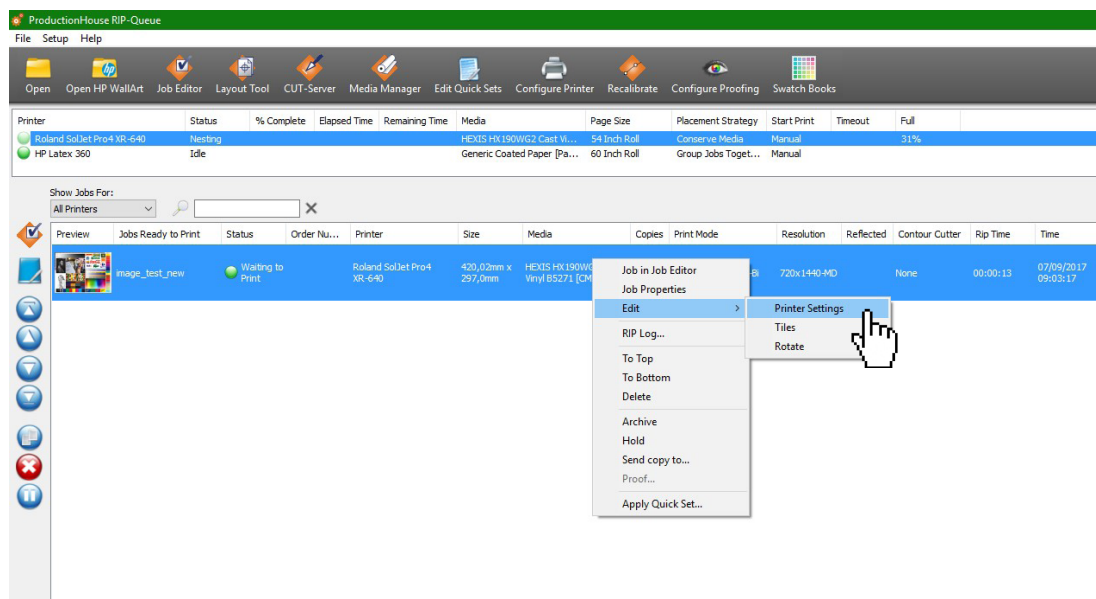 ProductionHouse RIP-Queue
File Setup Help
Open Open HP WallArt Job Editor Layout Tool CUT-Server Media Manager Edit Quick Sets Configure Printer Recalibrate Configure Proofing Swatch Books
Printer Status % Complete Elapsed Time Remaining Time Media Page Size Placement Strategy Start Print Timeout Full
Roland SolJet Pro4 XR-640 Nesting HEXIS HX190WG2 Cast Vi... 54 Inch Roll Conserve Media Manual 31%
HP Latex 360 Idle Generic Coated Paper [Pa... 60 Inch Roll Group Jobs Toget... Manual
Show Jobs For:
All Printers
Preview Jobs Ready to Print Status Order Nu... Printer Size Media Copies Print Mode Resolution Reflected Contour Cutter Rip Time Time
image_test_new Waiting to Print Roland SolJet Pro4 XR-640 420,02mm x 297,0mm HEXIS HX190WG Vinyl 85271 [CM -Bi 720x1440-MD None 00:00:13 07/09/2017 09:03:17
Job in Job Editor
Job Properties
Edit
Printer Settings
Tiles
Rotate
RIP Log...
To Top
To Bottom
Delete
Archive
Hold
Send copy to...
Proof...
Apply Quick Set...